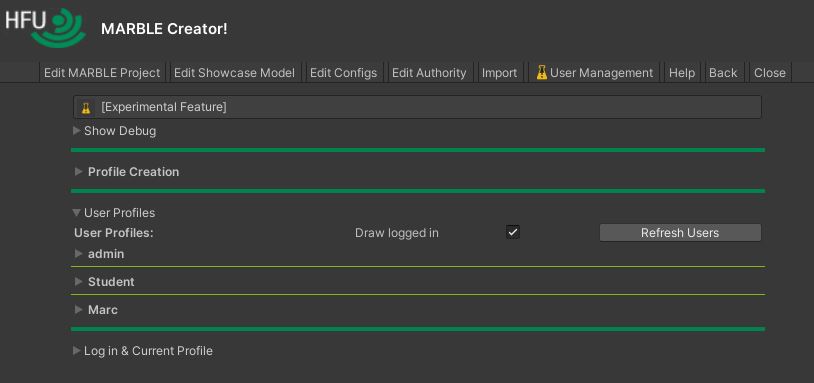 HFU
MARBLE Creator!
Edit MARBLE Project Edit Showcase Model Edit Configs Edit Authority Import User Management Help Back Close
[Experimental Feature]
Show Debug
Profile Creation
User Profiles
User Profiles: Draw logged in Refresh Users
admin
Student
Marc
Log in & Current Profile